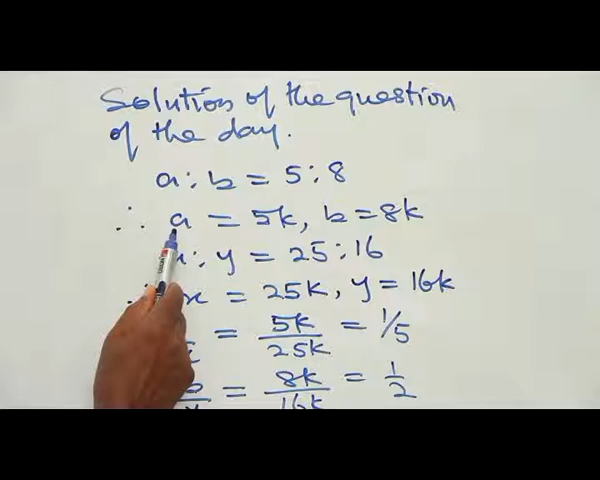 Solution of the question
of the day.
a : b = 5 : 8
∴ a = 5k, b = 8k
: y = 25 : 16
x = 25k, y = 16k
= 5k/25k = 1/5
= 8k/16k = 1/2